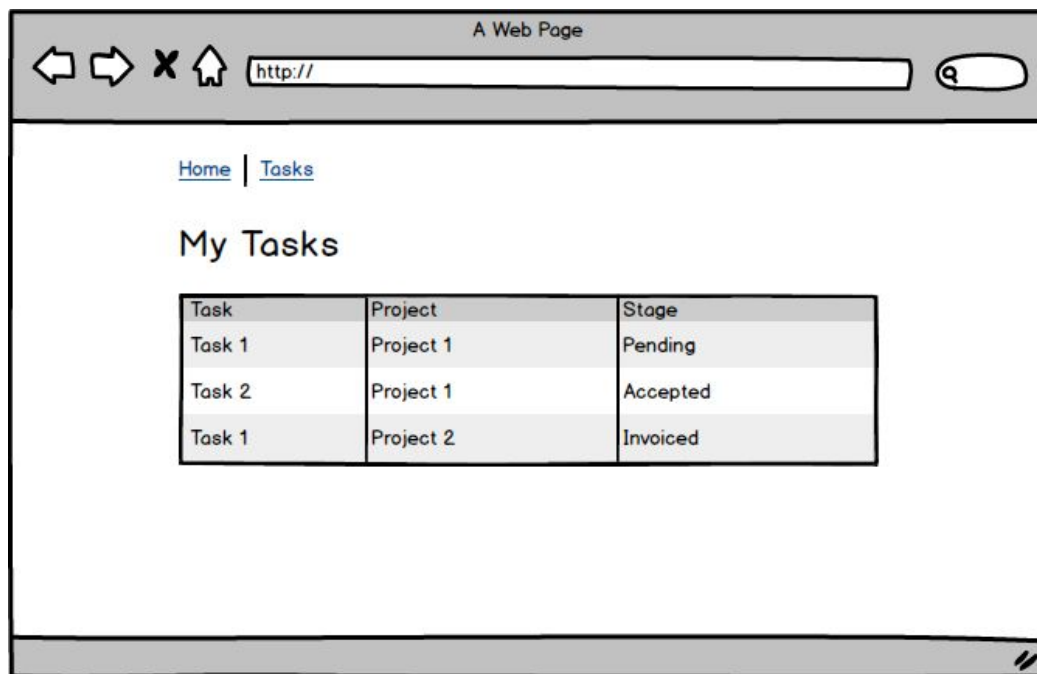 A Web Page
http://
Home | Tasks
My Tasks
Task Project Stage
Task 1 Project 1 Pending
Task 2 Project 1 Accepted
Task 1 Project 2 Invoiced